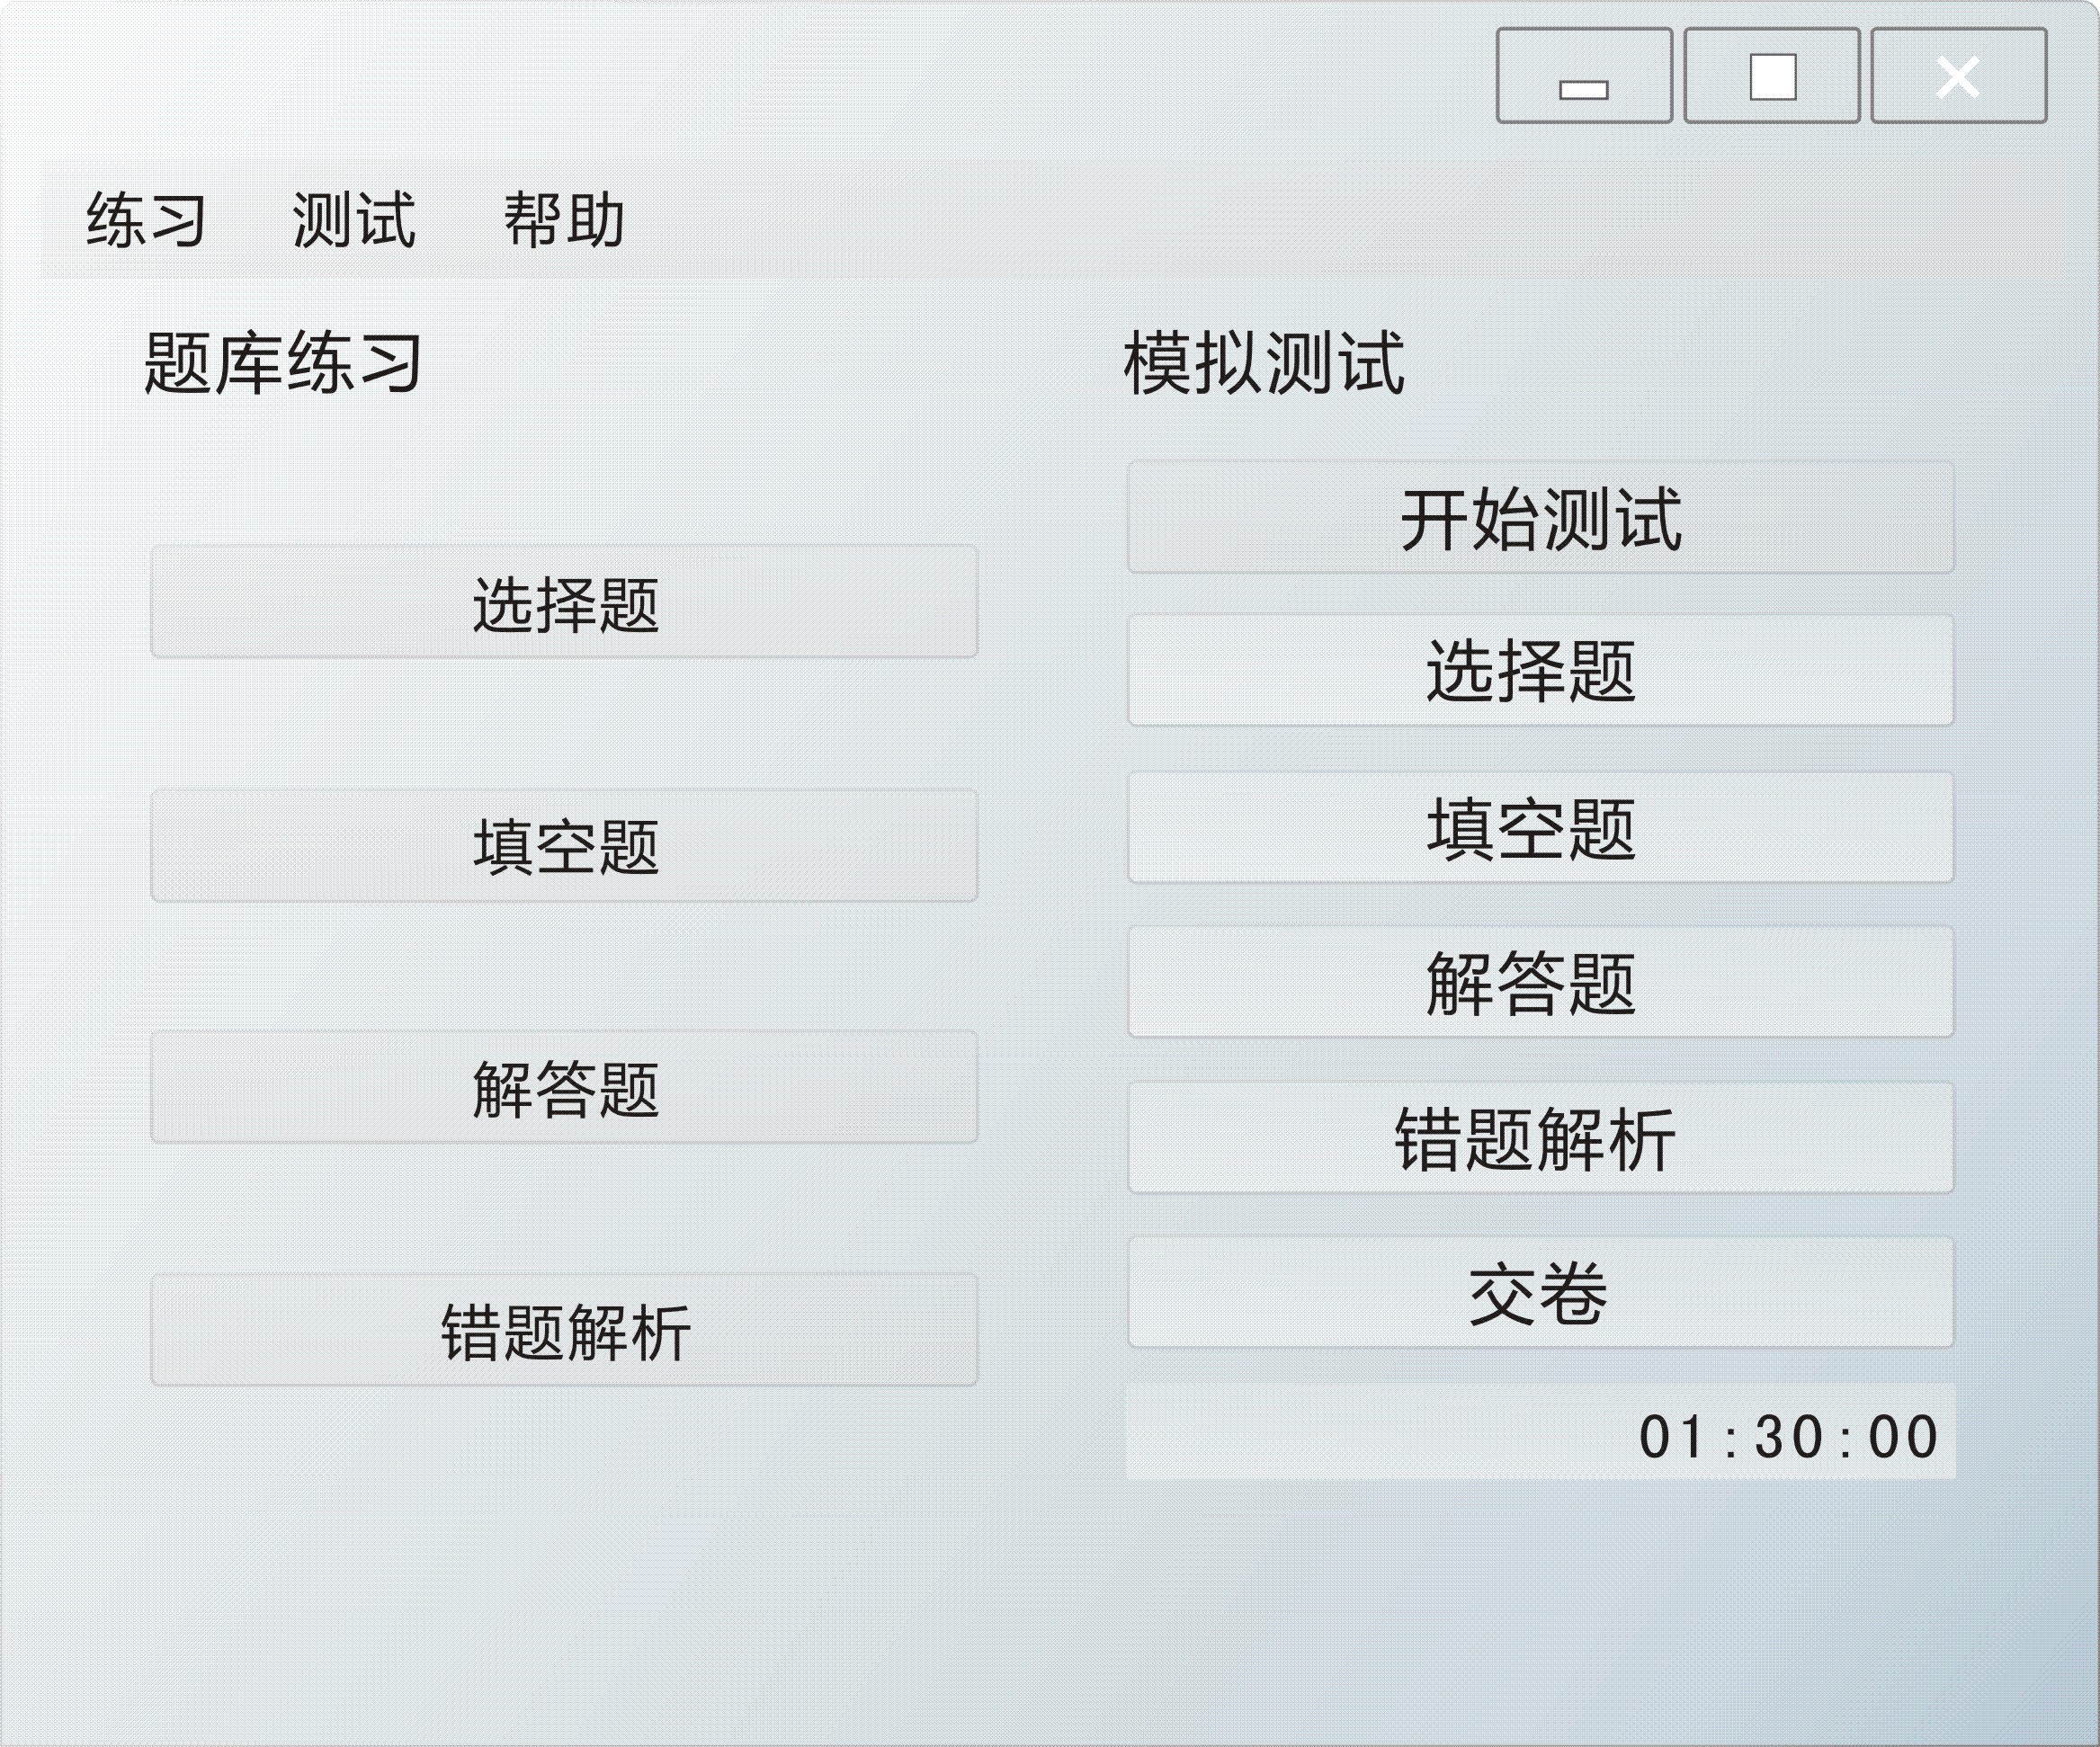 练习 测试 帮助
题库练习
选择题
填空题
解答题
错题解析
模拟测试
开始测试
选择题
填空题
解答题
错题解析
交卷
01:30:00